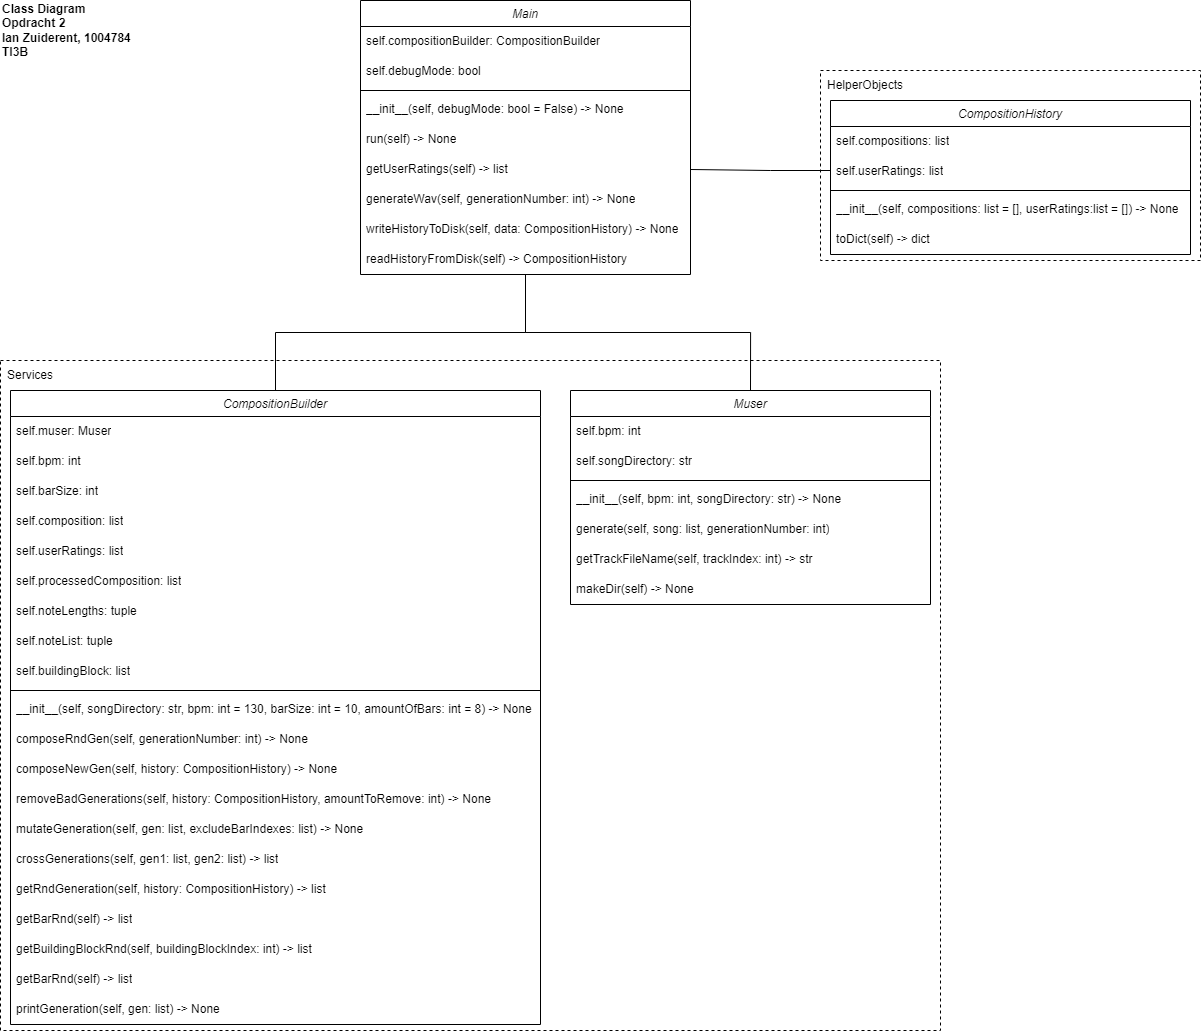 Class Diagram
Opdracht 2
Ian Zuiderent, 1004784
TI3B
Main
self.compositionBuilder: CompositionBuilder
self.debugMode: bool
__init__(self, debugMode: bool = False) -> None
run(self) -> None
getUserRatings(self) -> list
generateWav(self, generationNumber: int) -> None
writeHistoryToDisk(self, data: CompositionHistory) -> None
readHistoryFromDisk(self) -> CompositionHistory
HelperObjects
CompositionHistory
self.compositions: list
self.userRatings: list
__init__(self, compositions: list = [], userRatings:list = []) -> None
toDict(self) -> dict
Services
CompositionBuilder
self.muser: Muser
self.bpm: int
self.barSize: int
self.composition: list
self.userRatings: list
self.processedComposition: list
self.noteLengths: tuple
self.noteList: tuple
self.buildingBlock: list
__init__(self, songDirectory: str, bpm: int = 130, barSize: int = 10, amountOfBars: int = 8) -> None
composeRndGen(self, generationNumber: int) -> None
composeNewGen(self, history: CompositionHistory) -> None
removeBadGenerations(self, history: CompositionHistory, amountToRemove: int) -> None
mutateGeneration(self, gen: list, excludeBarIndexes: list) -> None
crossGenerations(self, gen1: list, gen2: list) -> list
getRndGeneration(self, history: CompositionHistory) -> list
getBarRnd(self) -> list
getBuildingBlockRnd(self, buildingBlockIndex: int) -> list
getBarRnd(self) -> list
printGeneration(self, gen: list) -> None
Muser
self.bpm: int
self.songDirectory: str
__init__(self, bpm: int, songDirectory: str) -> None
generate(self, song: list, generationNumber: int)
getTrackFileName(self, trackIndex: int) -> str
makeDir(self) -> None